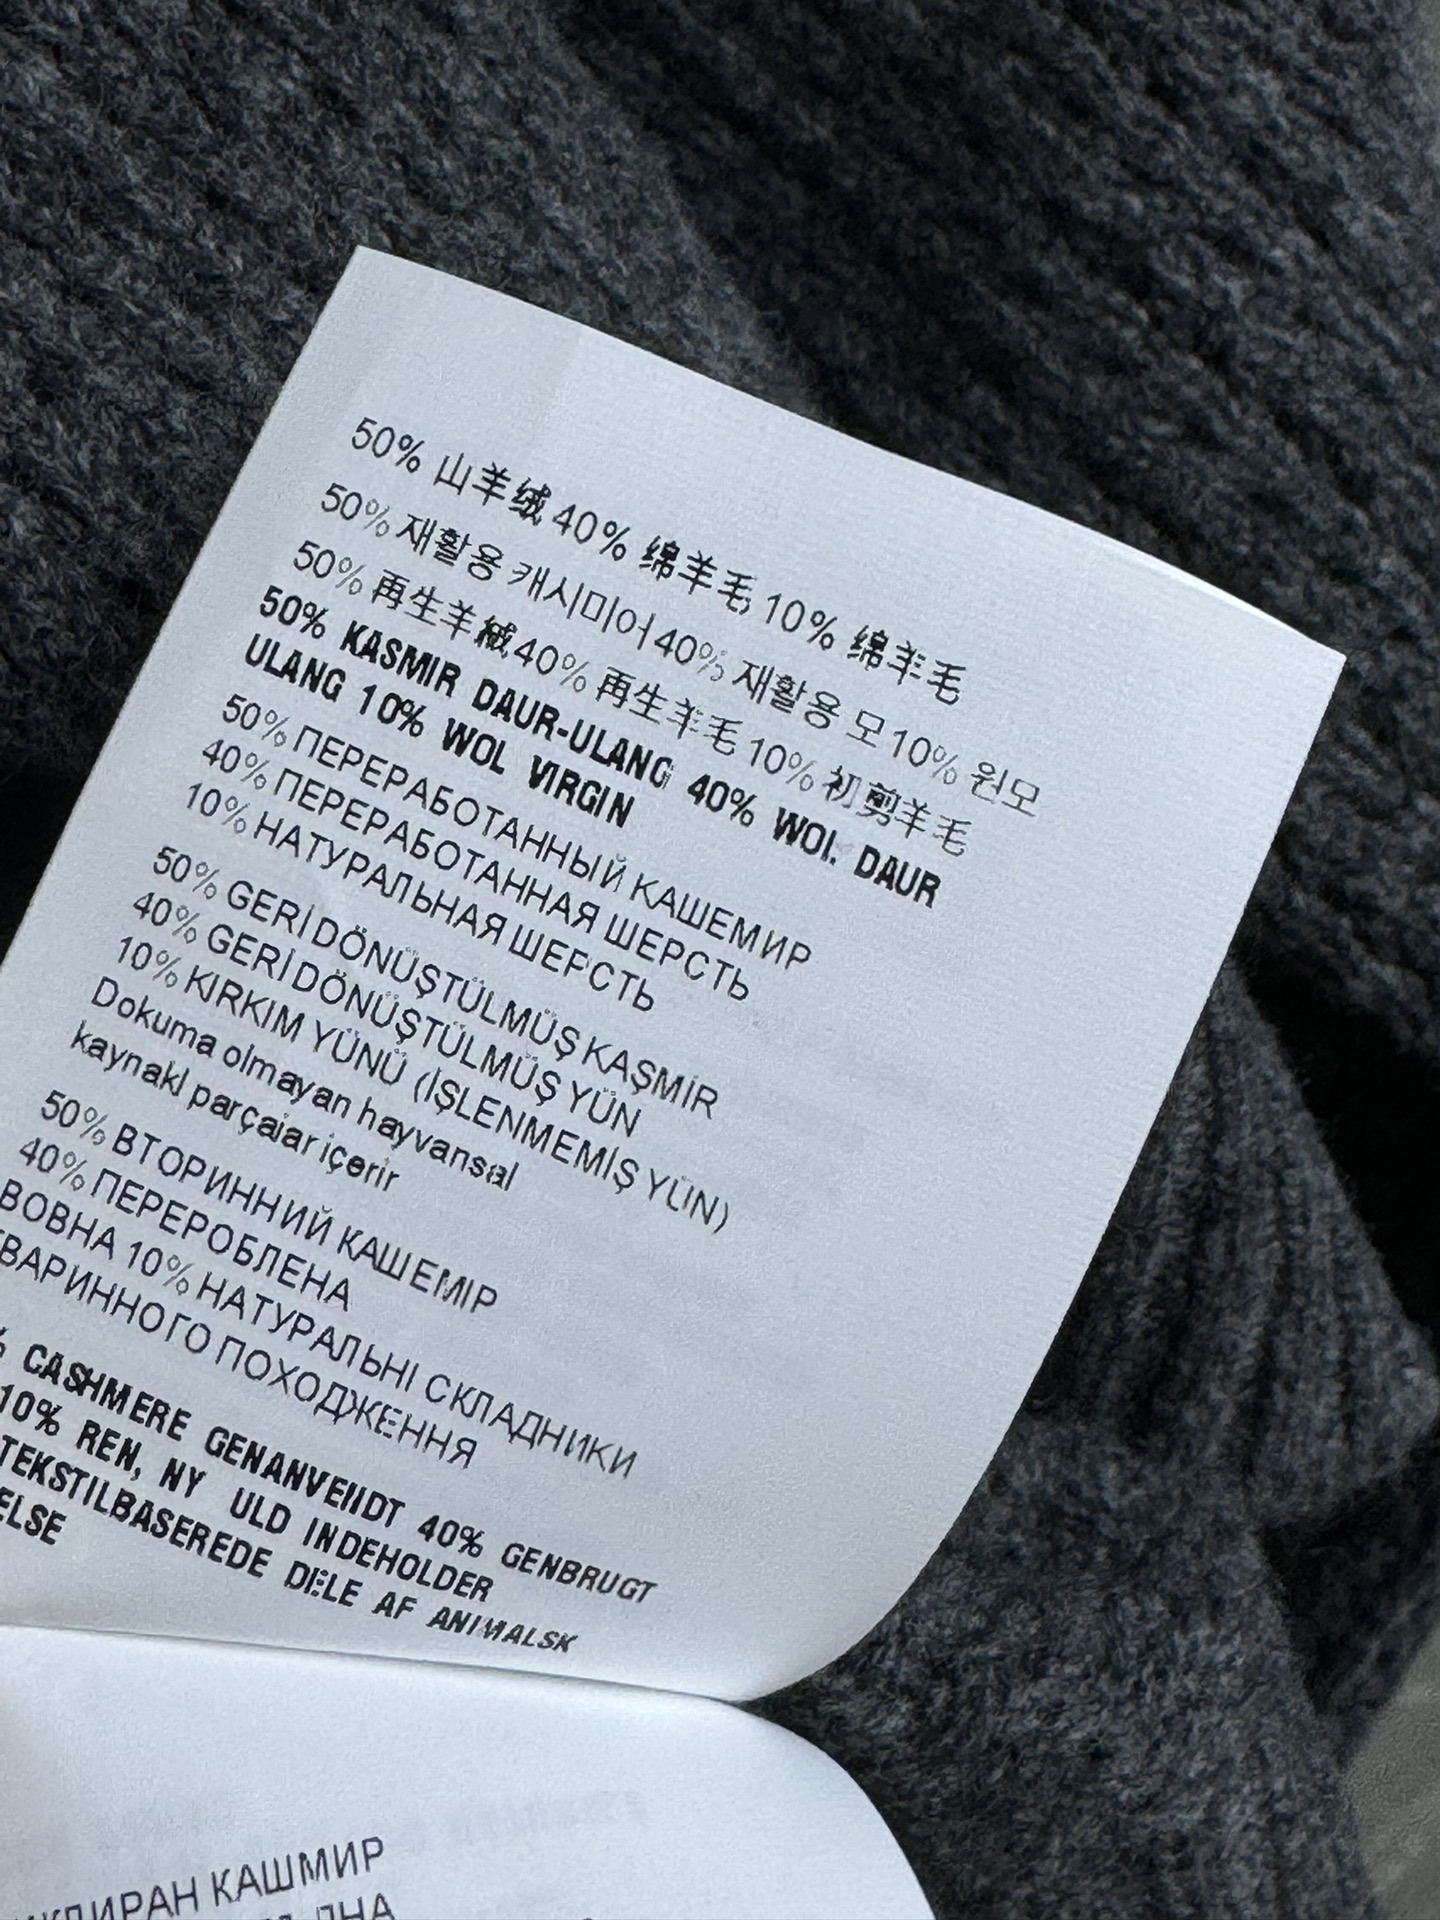 50% 山羊绒 40% 绵羊毛 10% 绵羊毛
50% 재활용 캐시미어 40% 재활용 모 10% 원모
50% 再生羊絨 40% 再生羊毛 10% 初剪羊毛
50% KASMIR DAUR-ULANG 40% WOL DAUR
ULANG 10% WOL VIRGIN
50% ПЕРЕРАБОТАННЫЙ КАШЕМИР
40% ПЕРЕРАБОТАННАЯ ШЕРСТЬ
10% НАТУРАЛЬНАЯ ШЕРСТЬ
50% GERİ DÖNÜŞTÜLMÜŞ KAŞMİR
40% GERİ DÖNÜŞTÜLMÜŞ YÜN
10% KIRKIM YÜNÜ (İŞLENMEMİŞ YÜN)
Dokuma olmayan hayvansal
kaynakl parçalar içerir
50% ВТОРИННИЙ КАШЕМІР
40% ПЕРЕРОБЛЕНА
ВОВНА 10% НАТУРАЛЬНІ СКЛАДНИКИ
ТВАРИННОГО ПОХОДЖЕННЯ
% CASHMERE GENANVENDT 40% GENBRUGT
10% REN, NY ULD INDEHOLDER
TEKSTILBASEREDE DELE AF ANIMALSK
ELSE
КАШМИР